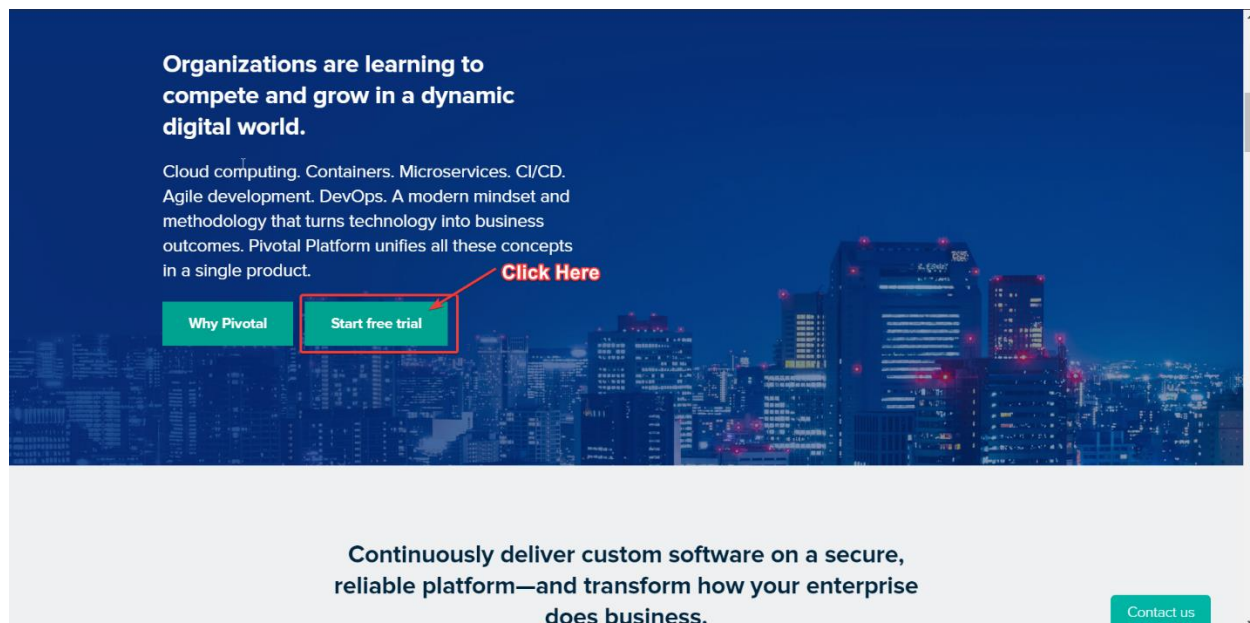 Organizations are learning to
compete and grow in a dynamic
digital world.
Cloud computing. Containers. Microservices. CI/CD.
Agile development. DevOps. A modern mindset and
methodology that turns technology into business
outcomes. Pivotal Platform unifies all these concepts
in a single product.
Click Here
Why Pivotal
Start free trial
Continuously deliver custom software on a secure,
reliable platform—and transform how your enterprise
does business.
Contact us